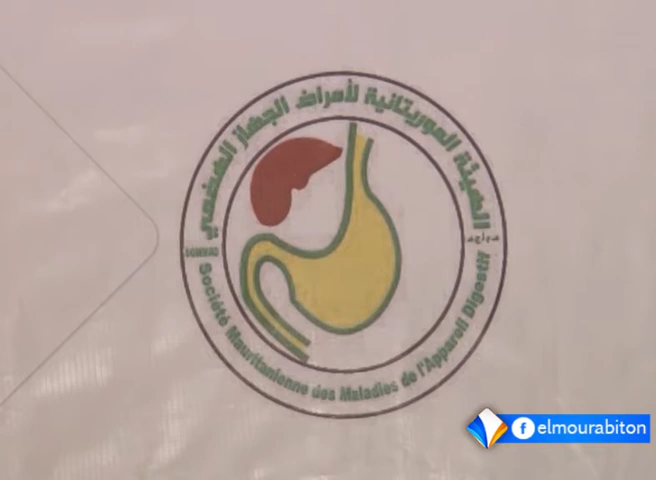 الهيئة الموريتانية لأمراض الجهاز الهضمي
Société Mauritanienne des Maladies de l'Appareil Digestif
elmourabiton